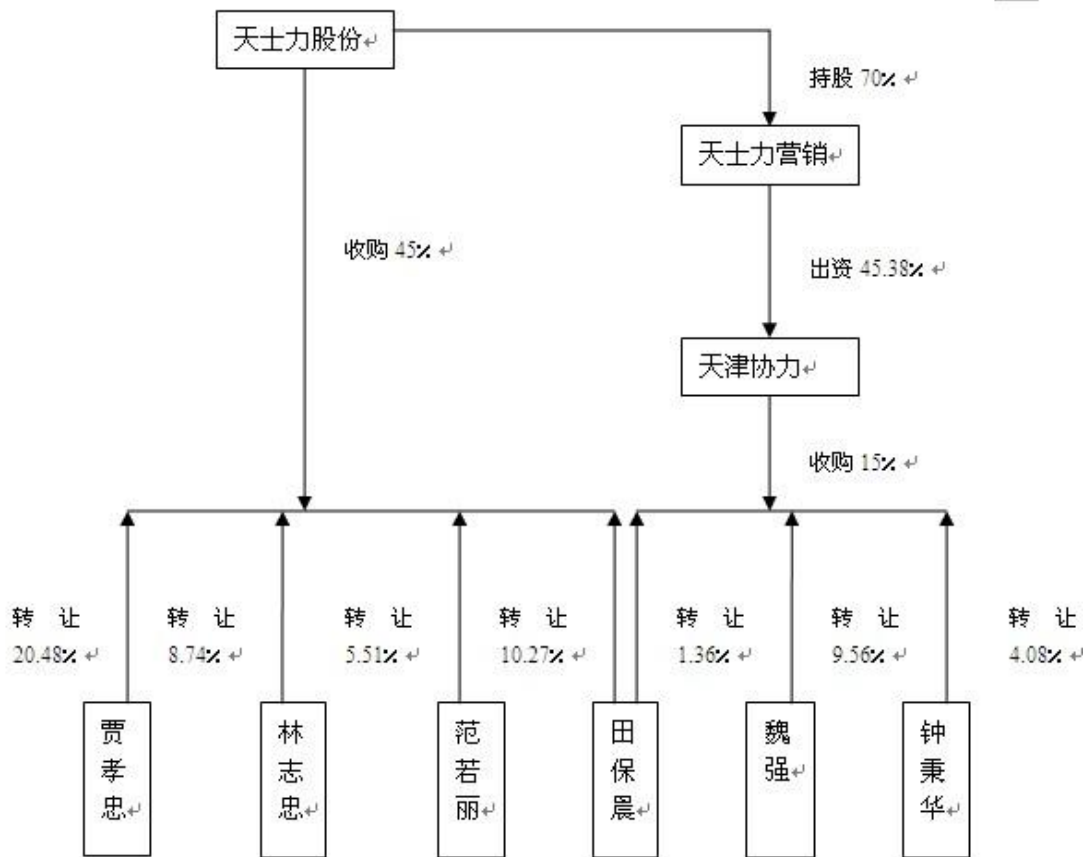 天士力股份
持股 70%
天士力营销
收购 45%
出资 45.38%
天津协力
收购 15%
转 让
20.48%
转 让
8.74%
转 让
5.51%
转 让
10.27%
转 让
1.36%
转 让
9.56%
转 让
4.08%
贾孝忠
林志忠
范若丽
田保晨
魏强
钟秉华